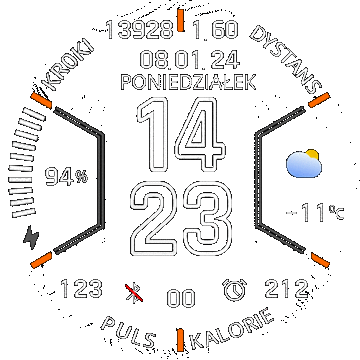 13928 1.60
KROKI DYSTANS
08.01.24
PONIEDZIAŁEK
14
94% -11°C
23
123 00 212
PULS KALORIE